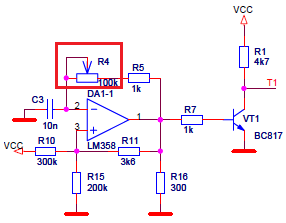 VCC
R4
100k
R5
1k
R1
4k7
T1
DA1-1
C3
10n
2
3
1
LM358
R7
1k
VT1
BC817
VCC
R10
300k
R11
3k6
R15
200k
R16
300